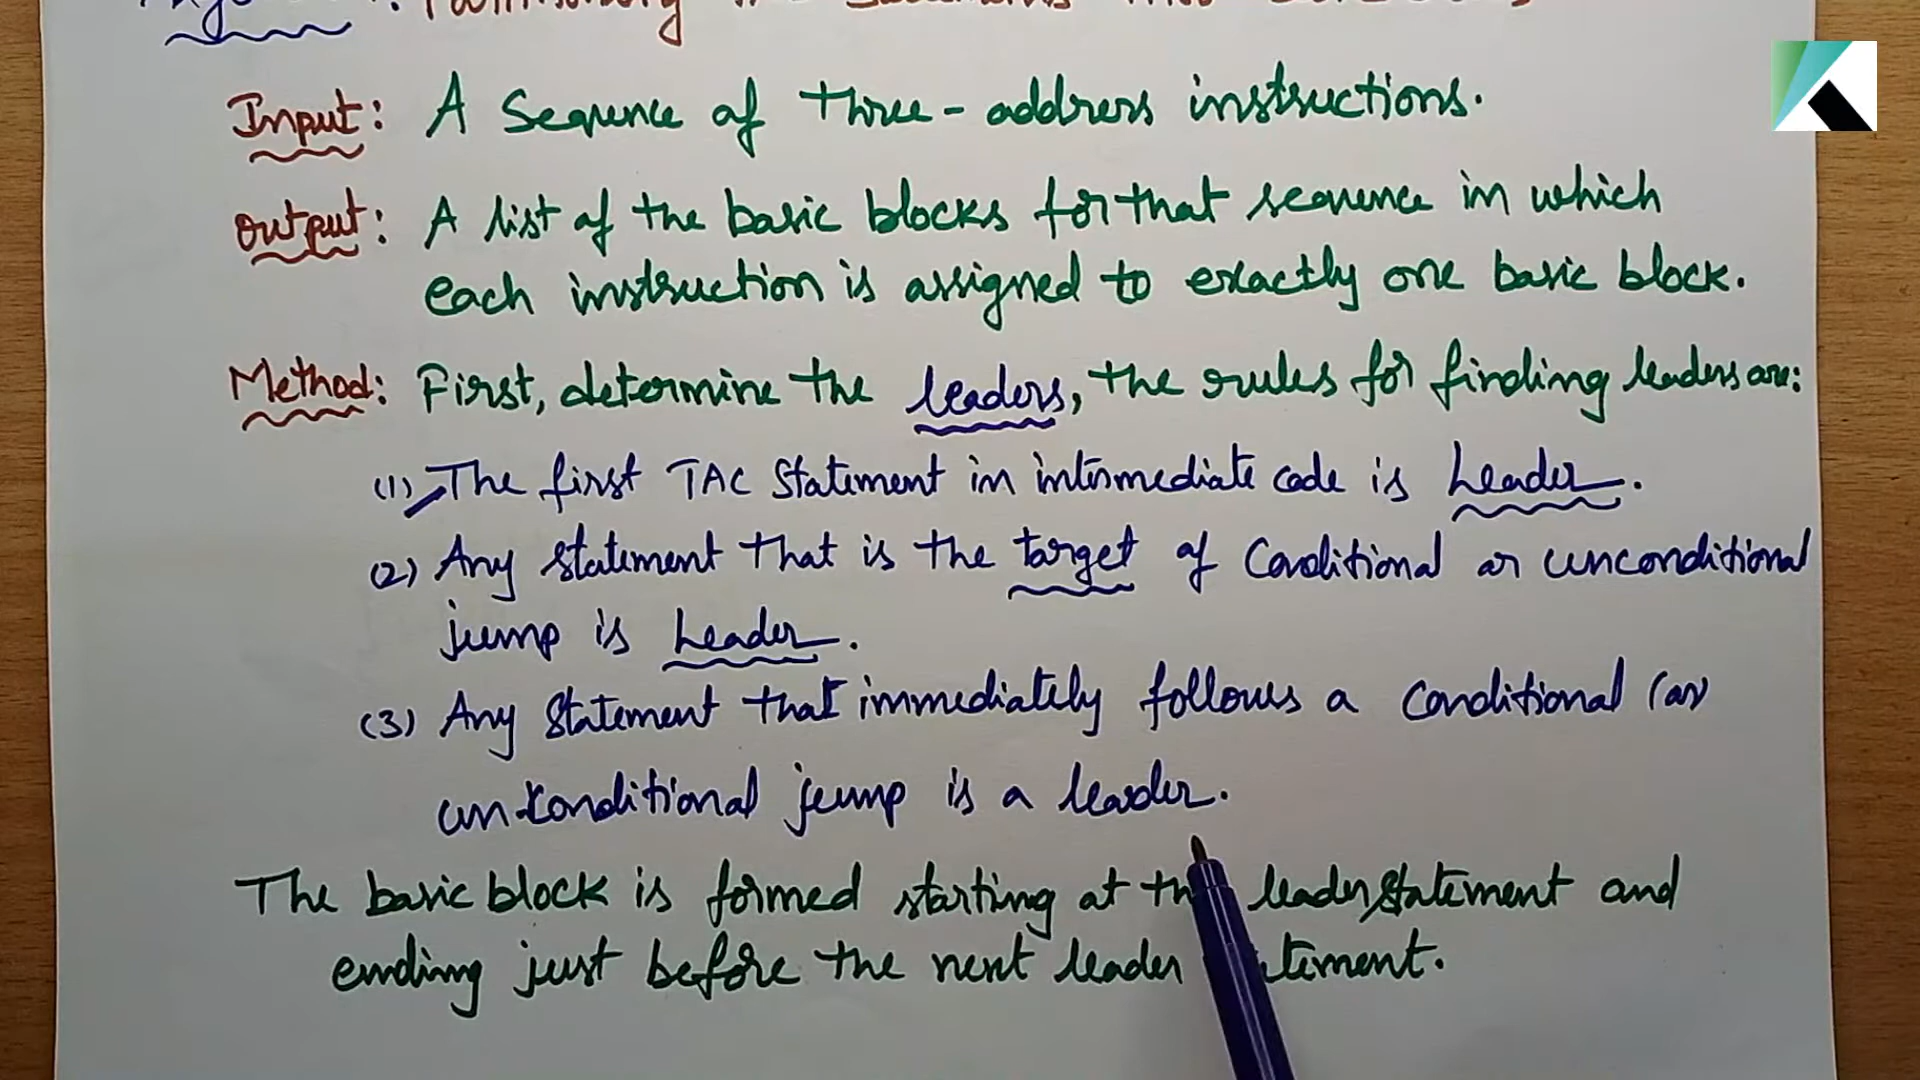 Input: A Sequence of three-address instructions.
Output: A list of the basic blocks for that sequence in which
each instruction is assigned to exactly one basic block.
Method: First, determine the leaders, the rules for finding leaders are:
(1) The first TAC Statement in intermediate code is Leader.
(2) Any statement that is the target of Conditional or unconditional
jump is Leader.
(3) Any Statement that immediately follows a Conditional (or)
unconditional jump is a leader.
The basic block is formed starting at leader statement and
ending just before the next leader